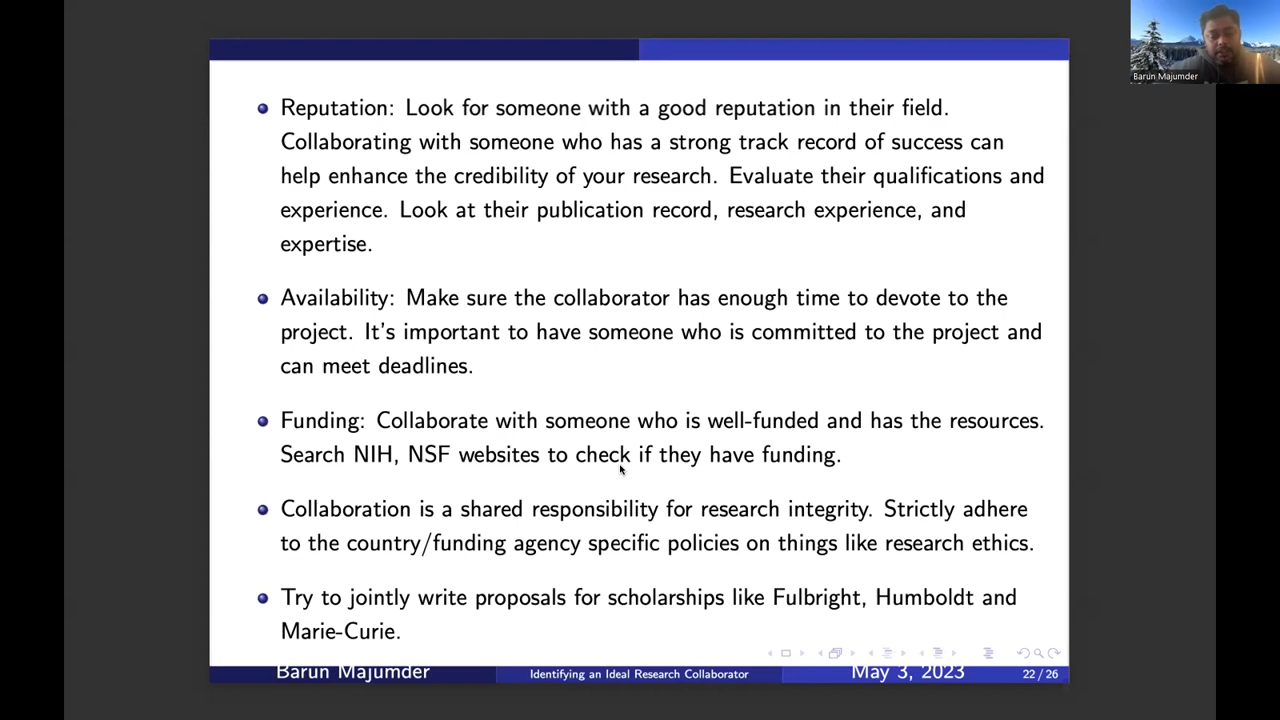 Barun Majumder
Reputation: Look for someone with a good reputation in their field.
Collaborating with someone who has a strong track record of success can
help enhance the credibility of your research. Evaluate their qualifications and
experience. Look at their publication record, research experience, and
expertise.
Availability: Make sure the collaborator has enough time to devote to the
project. It's important to have someone who is committed to the project and
can meet deadlines.
Funding: Collaborate with someone who is well-funded and has the resources.
Search NIH, NSF websites to check if they have funding.
Collaboration is a shared responsibility for research integrity. Strictly adhere
to the country/funding agency specific policies on things like research ethics.
Try to jointly write proposals for scholarships like Fulbright, Humboldt and
Marie-Curie.
Barun Majumder Identifying an Ideal Research Collaborator May 3, 2023 22 / 26